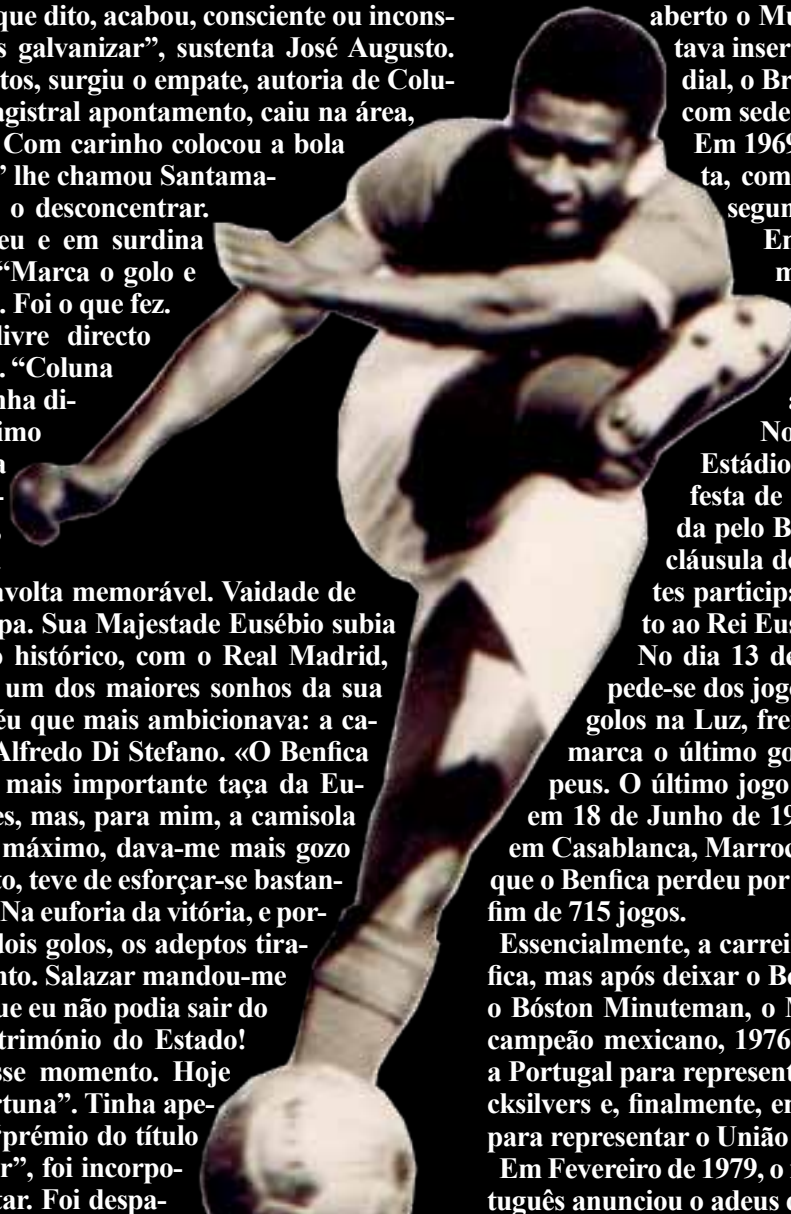 que dito, acabou, consciente ou incons-
s galvanizar”, sustenta José Augusto.
tos, surgiu o empate, autoria de Colu-
agistral apontamento, caiu na área,
Com carinho colocou a bola
” lhe chamou Santama-
o desconcentrar.
eu e em surdina
“Marca o golo e
. Foi o que fez.
livre directo
. “Coluna
nha di-
imo
a
-
avolta memorável. Vaidade de
pa. Sua Majestade Eusébio subia
o histórico, com o Real Madrid,
um dos maiores sonhos da sua
éu que mais ambicionava: a ca-
Alfredo Di Stefano. «O Benfica
mais importante taça da Eu-
es, mas, para mim, a camisola
máximo, dava-me mais gozo
to, teve de esforçar-se bastan-
Na euforia da vitória, e por-
dois golos, os adeptos tira-
nto. Salazar mandou-me
que eu não podia sair do
trimónio do Estado!
sse momento. Hoje
rtuna”. Tinha ape-
“prémio do título
r”, foi incorpo-
tar. Foi despa-
aberto o Mu
tava inser
dial, o Br
com sede
Em 1969
ta, com
segun
En
m
a
No
Estádio
festa de
da pelo B
cláusula de
tes participa
to ao Rei Eus
No dia 13 de
pede-se dos jogo
golos na Luz, fre
marca o último go
peus. O último jogo
em 18 de Junho de 19
em Casablanca, Marroc
que o Benfica perdeu por
fim de 715 jogos.
Essencialmente, a carrei
fica, mas após deixar o Be
o Bóston Minuteman, o M
campeão mexicano, 1976
a Portugal para represent
cksilvers e, finalmente, en
para representar o União
Em Fevereiro de 1979, o
tuguês anunciou o adeus